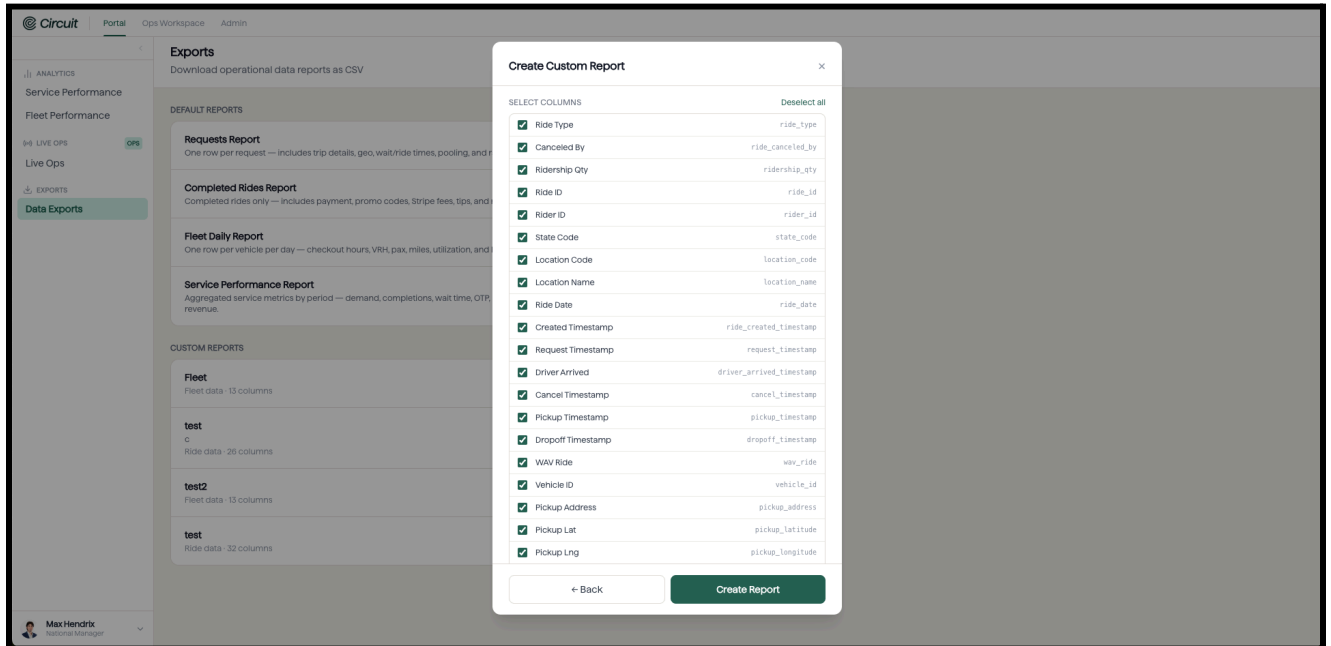 Circuit
Portal
Ops Workspace
Admin
ANALYTICS
Service Performance
Fleet Performance
LIVE OPS
OPS
Live Ops
EXPORTS
Data Exports
Max Hendrix
National Manager
Exports
Download operational data reports as CSV
DEFAULT REPORTS
Requests Report
One row per request — includes trip details, geo, wait/ride times, pooling, and r
Completed Rides Report
Completed rides only — includes payment, promo codes, Stripe fees, tips, and
Fleet Daily Report
One row per vehicle per day — checkout hours, VRH, pax, miles, utilization, and
Service Performance Report
Aggregated service metrics by period — demand, completions, wait time, OTP,
revenue.
CUSTOM REPORTS
Fleet
Fleet data · 13 columns
test
c
Ride data · 26 columns
test2
Fleet data · 13 columns
test
Ride data · 32 columns
Create Custom Report
×
SELECT COLUMNS
Deselect all
Ride Type ride_type
Canceled By ride_canceled_by
Ridership Qty ridership_qty
Ride ID ride_id
Rider ID rider_id
State Code state_code
Location Code location_code
Location Name location_name
Ride Date ride_date
Created Timestamp ride_created_timestamp
Request Timestamp request_timestamp
Driver Arrived driver_arrived_timestamp
Cancel Timestamp cancel_timestamp
Pickup Timestamp pickup_timestamp
Dropoff Timestamp dropoff_timestamp
WAV Ride wav_ride
Vehicle ID vehicle_id
Pickup Address pickup_address
Pickup Lat pickup_latitude
Pickup Lng pickup_longitude
← Back
Create Report